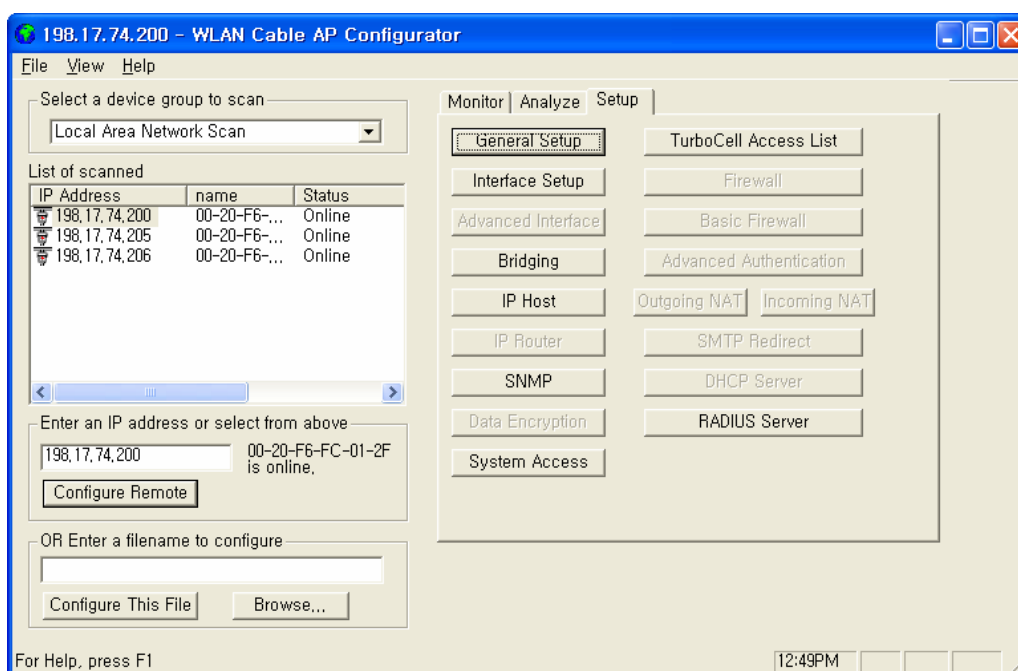 198.17.74.200 - WLAN Cable AP Configurator
File View Help
Select a device group to scan
Local Area Network Scan
List of scanned
IP Address name Status
198,17,74,200 00-20-F6-... Online
198,17,74,205 00-20-F6-... Online
198,17,74,206 00-20-F6-... Online
Enter an IP address or select from above
198,17,74,200
00-20-F6-FC-01-2F
is online,
Configure Remote
OR Enter a filename to configure
Configure This File Browse...
Monitor Analyze Setup
General Setup TurboCell Access List
Interface Setup Firewall
Advanced Interface Basic Firewall
Bridging Advanced Authentication
IP Host Outgoing NAT Incoming NAT
IP Router SMTP Redirect
SNMP DHCP Server
Data Encryption RADIUS Server
System Access
For Help, press F1 12:49PM